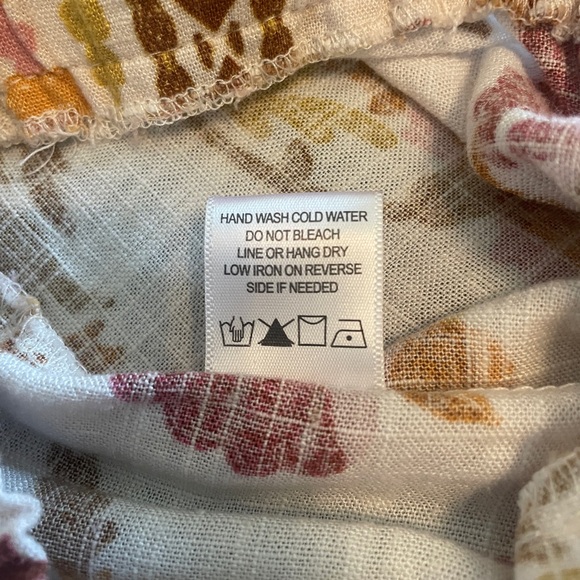 HAND WASH COLD WATER
DO NOT BLEACH
LINE OR HANG DRY
LOW IRON ON REVERSE
SIDE IF NEEDED